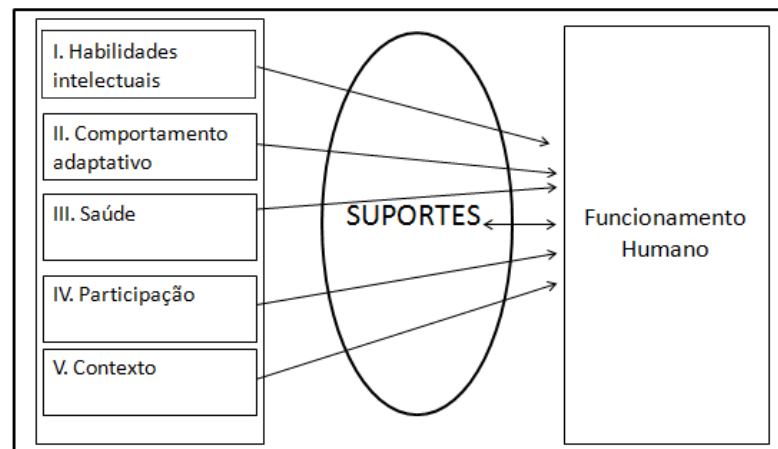 I. Habilidades
intelectuais
II. Comportamento
adaptativo
III. Saúde
IV. Participação
V. Contexto
SUPORTES
Funcionamento
Humano